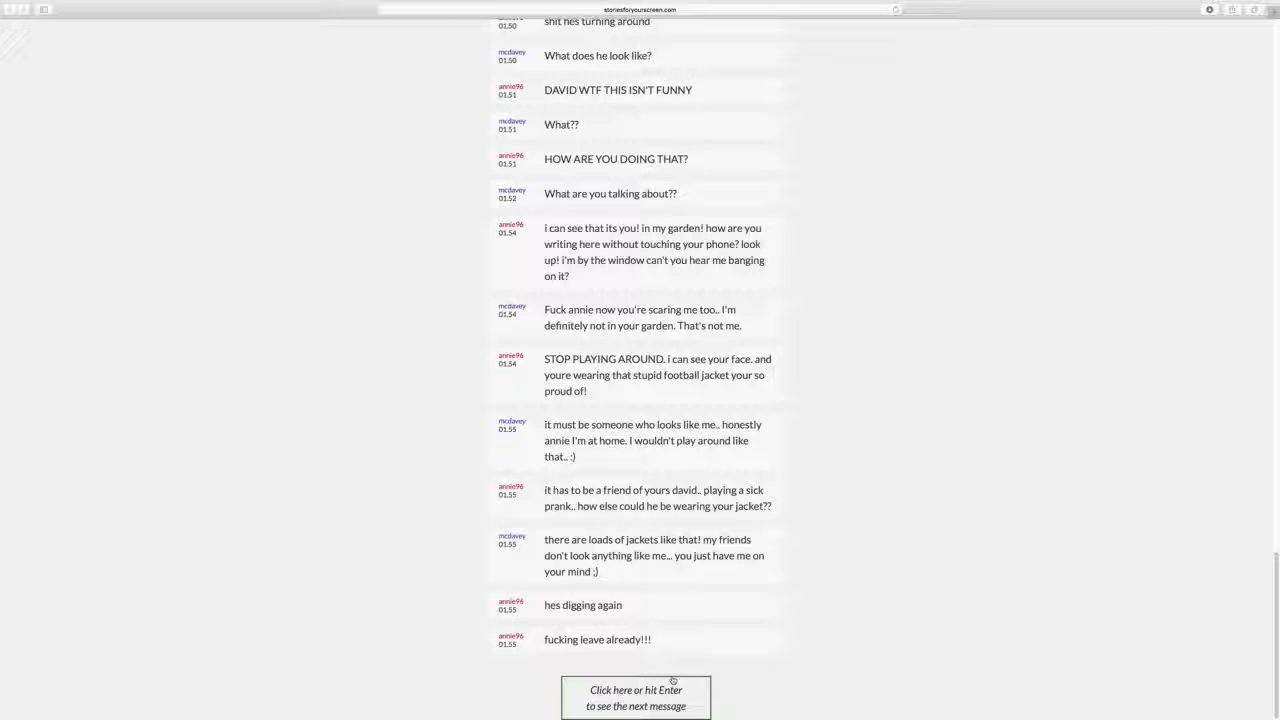 storiesforyourscreen.com
01.50
shit hes turning around
mcdavey
01.50
What does he look like?
annie96
01.51
DAVID WTF THIS ISN'T FUNNY
mcdavey
01.51
What??
annie96
01.51
HOW ARE YOU DOING THAT?
mcdavey
01.52
What are you talking about??
annie96
01.54
i can see that its you! in my garden! how are you
writing here without touching your phone? look
up! i'm by the window can't you hear me banging
on it?
mcdavey
01.54
Fuck annie now you're scaring me too.. I'm
definitely not in your garden. That's not me.
annie96
01.54
STOP PLAYING AROUND. i can see your face. and
youre wearing that stupid football jacket your so
proud of!
mcdavey
01.55
it must be someone who looks like me.. honestly
annie I'm at home. I wouldn't play around like
that.. :)
annie96
01.55
it has to be a friend of yours david.. playing a sick
prank.. how else could he be wearing your jacket??
mcdavey
01.55
there are loads of jackets like that! my friends
don't look anything like me... you just have me on
your mind ;)
annie96
01.55
hes digging again
annie96
01.55
fucking leave already!!!
Click here or hit Enter
to see the next message